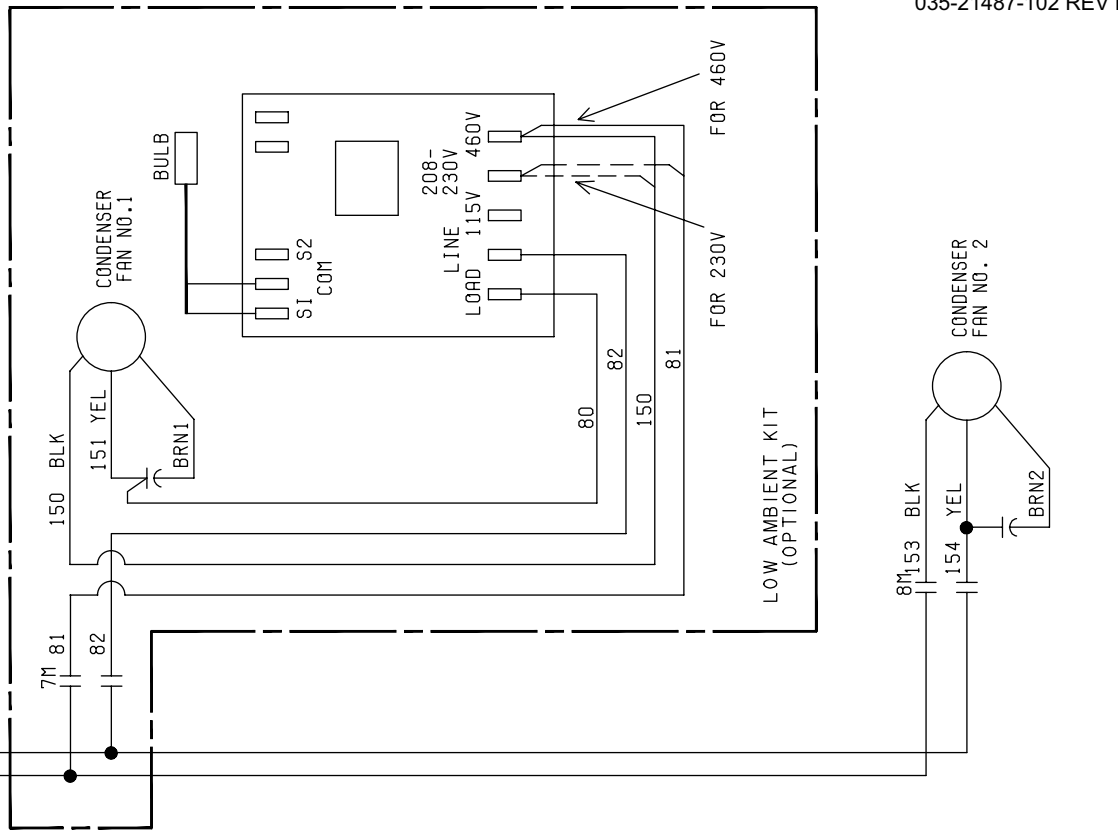 035-21487-102 REV
FOR 460V
FOR 230V
BULB
CONDENSER
FAN NO.1
460V
208-
230V
115V
LINE
LOAD
S2
COM
SI
150 BLK
151 YEL
BRN1
80
82
150
81
LOW AMBIENT KIT
(OPTIONAL)
7M
81
82
CONDENSER
FAN NO. 2
8M
153 BLK
154 YEL
BRN2